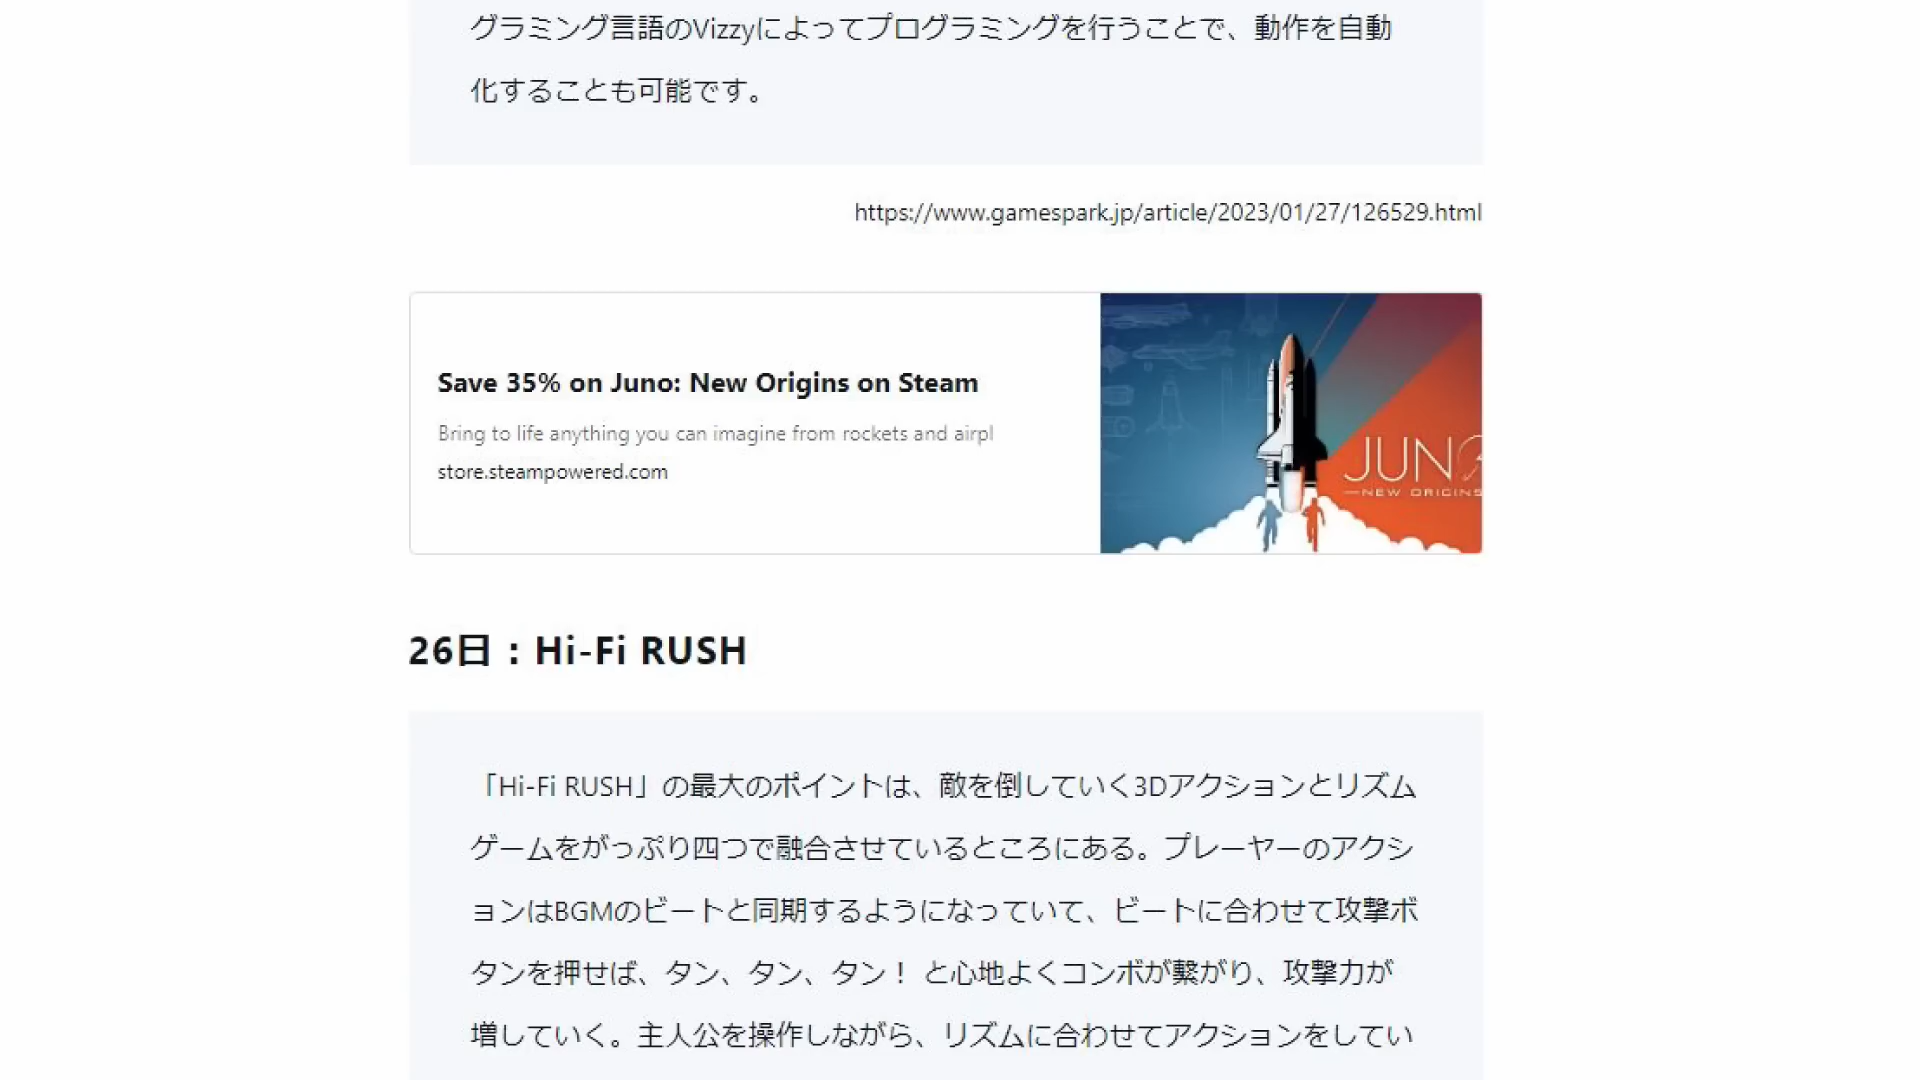 グラミング言語のVizzyによってプログラミングを行うことで、動作を自動
化することも可能です。
https://www.gamespark.jp/article/2023/01/27/126529.html
Save 35% on Juno: New Origins on Steam
Bring to life anything you can imagine from rockets and airpl
store.steampowered.com
JUNO
NEW ORIGINS
26日：Hi-Fi RUSH
「Hi-Fi RUSH」の最大のポイントは、敵を倒していく3Dアクションとリズム
ゲームをがっぷり四つで融合させているところにある。プレーヤーのアクシ
ョンはBGMのビートと同期するようになっていて、ビートに合わせて攻撃ボ
タンを押せば、タン、タン、タン！ と心地よくコンボが繋がり、攻撃力が
増していく。主人公を操作しながら、リズムに合わせてアクションをしてい